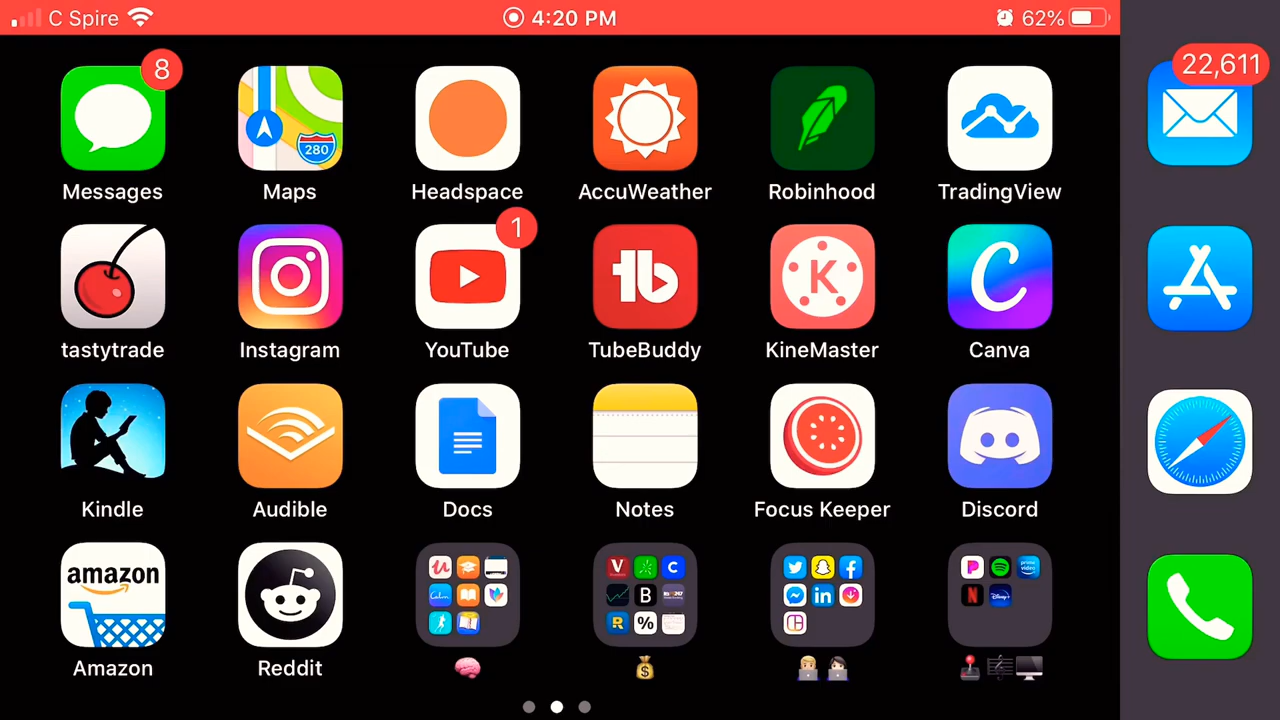 C Spire 4:20 PM 62%
8 22,611
280
Messages Maps Headspace AccuWeather Robinhood TradingView
1
tb K C
tastytrade Instagram YouTube TubeBuddy KineMaster Canva
Kindle Audible Docs Notes Focus Keeper Discord
amazon
Amazon Reddit